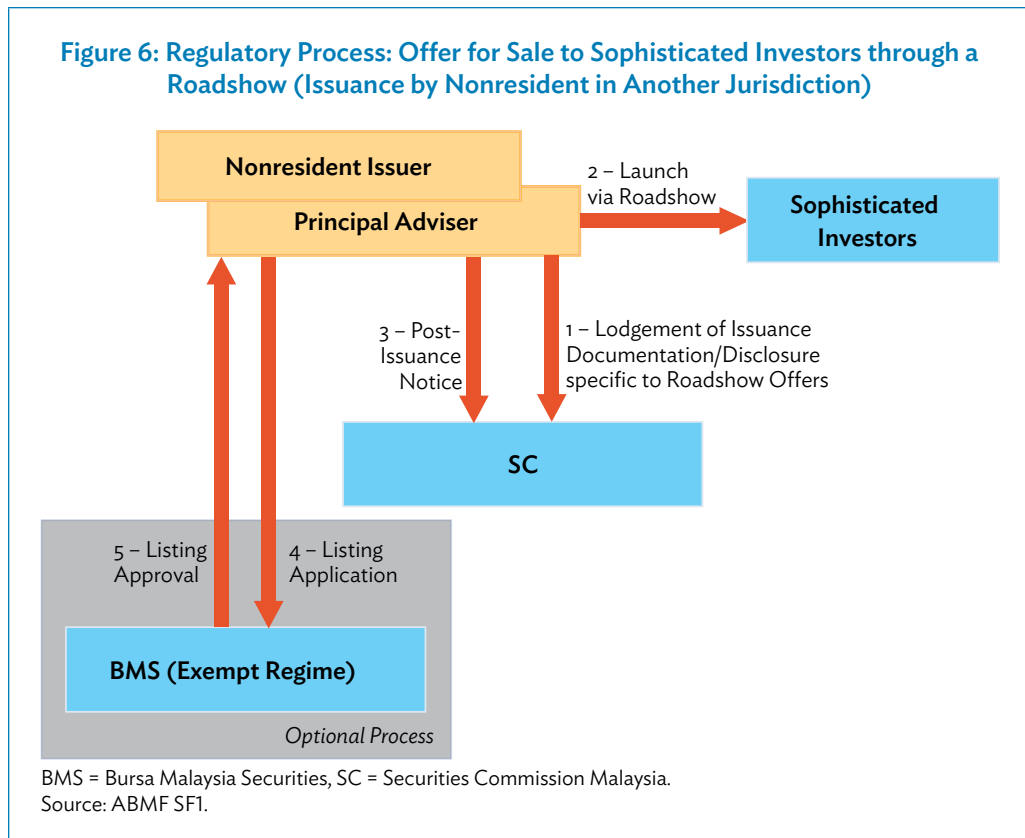 Figure 6: Regulatory Process: Offer for Sale to Sophisticated Investors through a
Roadshow (Issuance by Nonresident in Another Jurisdiction)
Nonresident Issuer
Principal Adviser
2 – Launch
via Roadshow
Sophisticated
Investors
3 – Post-
Issuance
Notice
1 – Lodgement of Issuance
Documentation/Disclosure
specific to Roadshow Offers
SC
5 – Listing
Approval
4 – Listing
Application
BMS (Exempt Regime)
Optional Process
BMS = Bursa Malaysia Securities, SC = Securities Commission Malaysia.
Source: ABMF SF1.